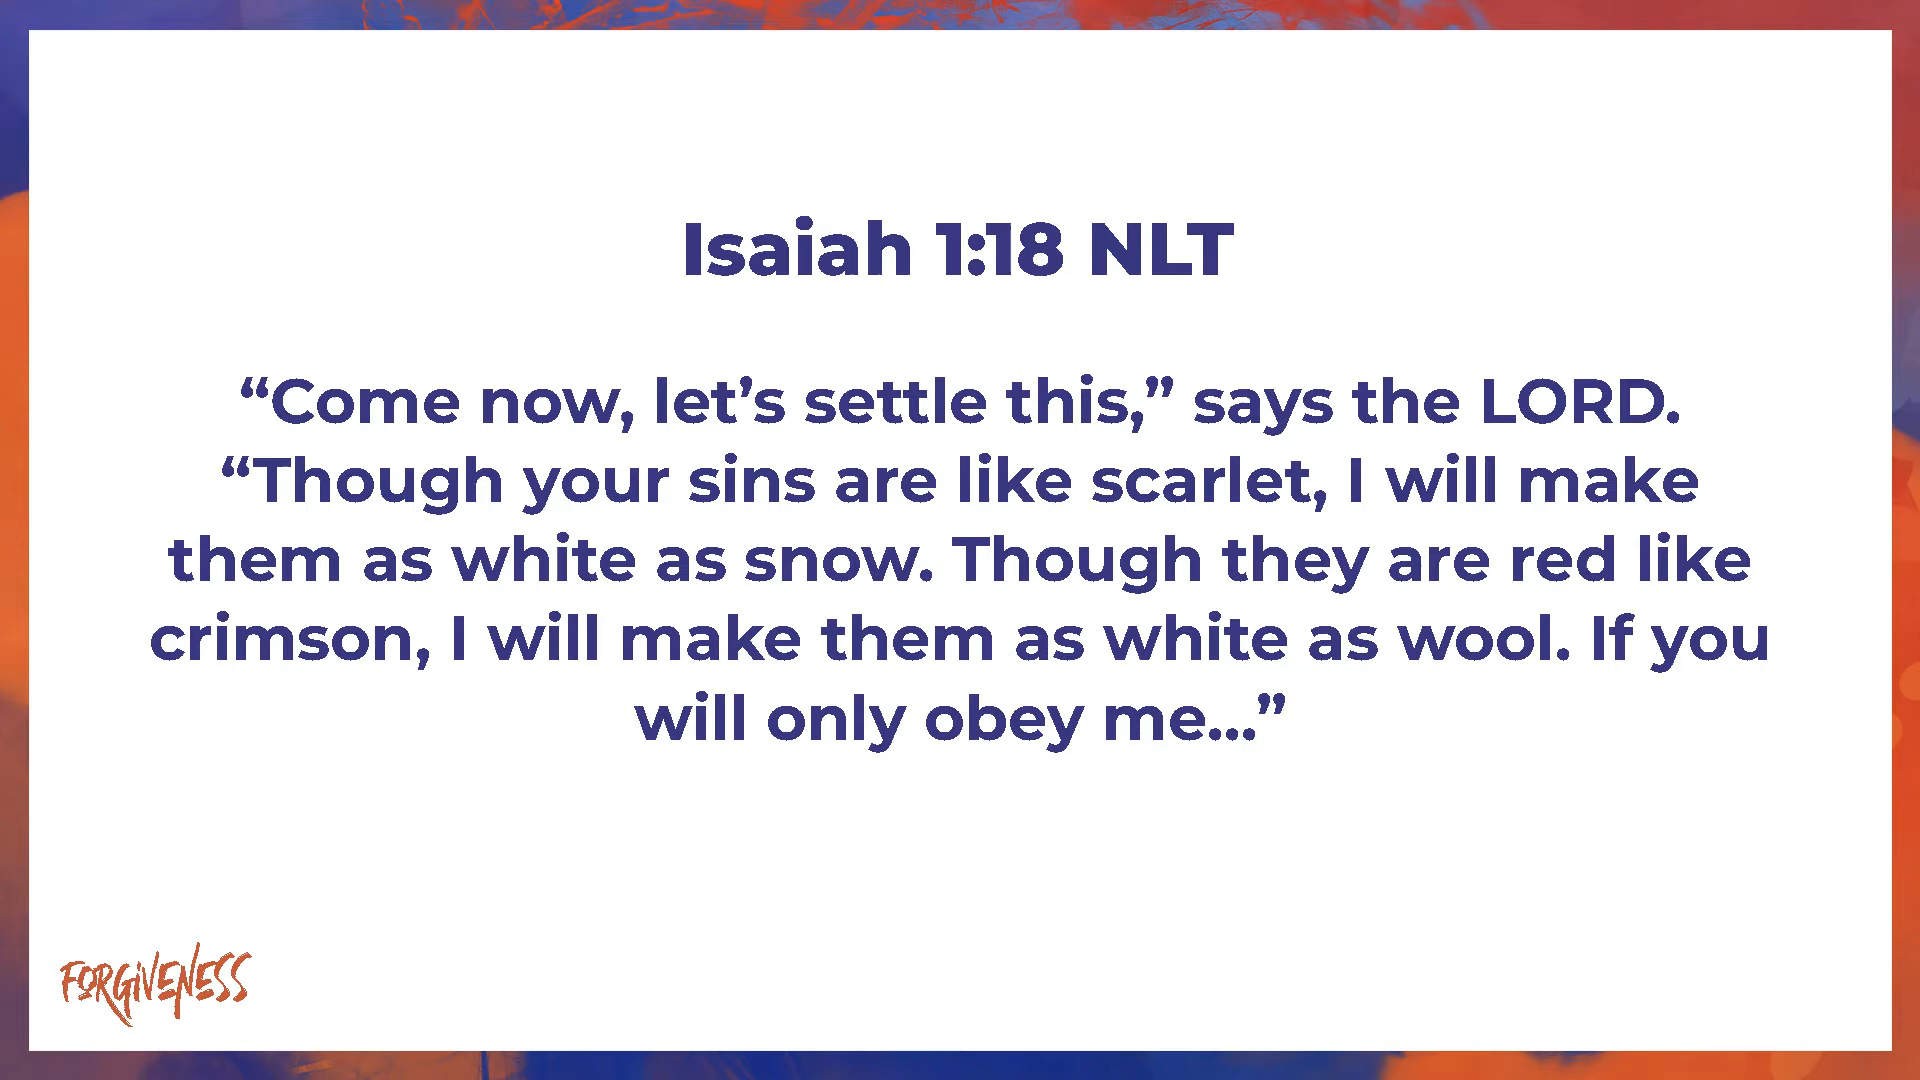 Isaiah 1:18 NLT
“Come now, let’s settle this,” says the LORD.
“Though your sins are like scarlet, I will make
them as white as snow. Though they are red like
crimson, I will make them as white as wool. If you
will only obey me...”
FORGIVENESS